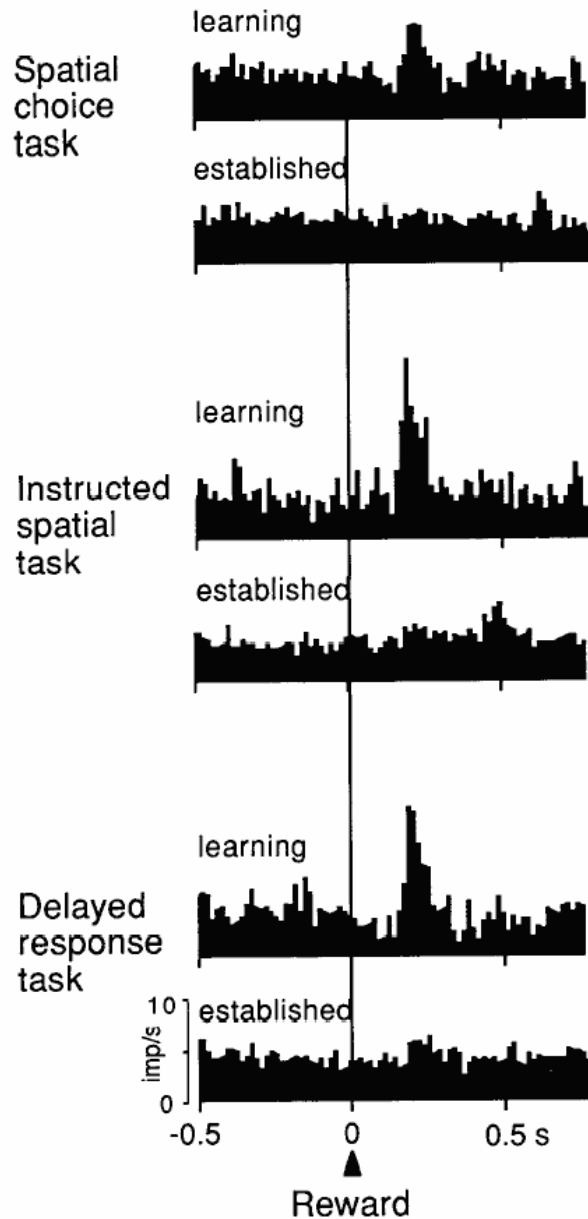 learning
Spatial
choice
task
established
learning
Instructed
spatial
task
established
learning
Delayed
response
task
established
10
imp/s
0
-0.5 0 0.5 s
Reward